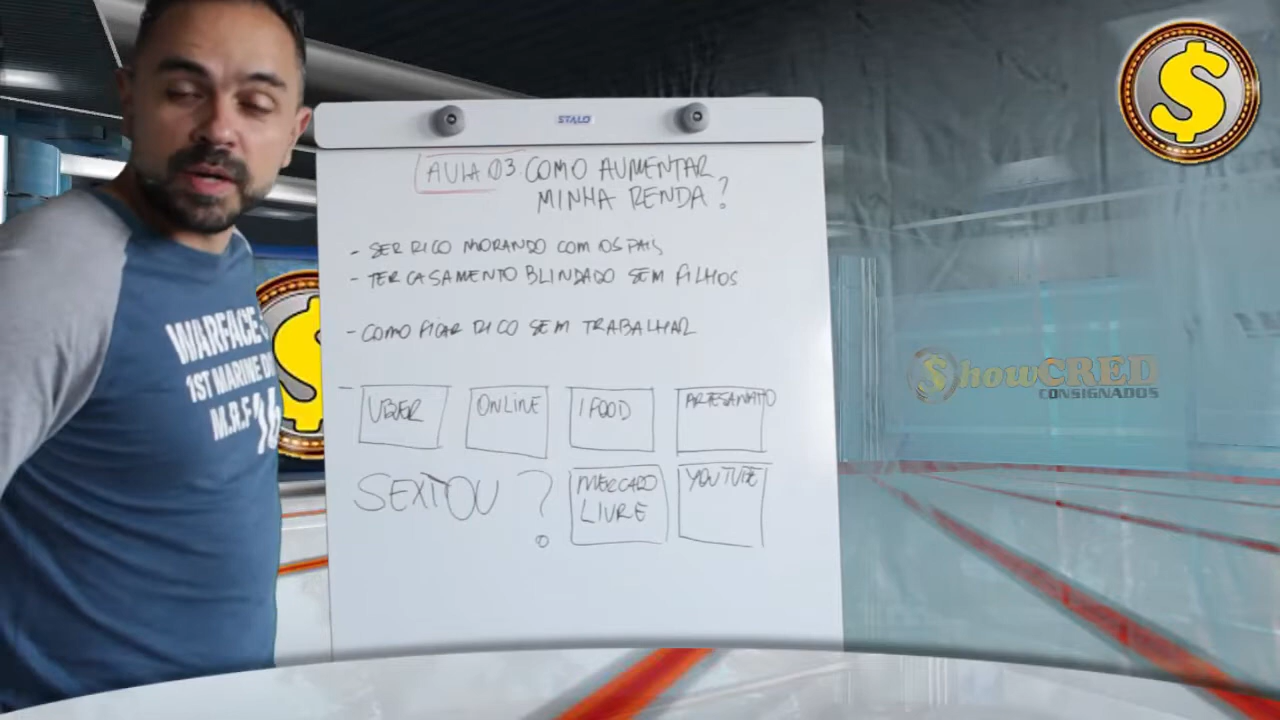 STALO
AULA 03. COMO AUMENTAR
MINHA RENDA?
- SER RICO MORANDO COM OS PAIS
- TER CASAMENTO BLINDADO SEM FILHOS
- COMO FICAR RICO SEM TRABALHAR
UBER ONLINE IFOOD ARTESANATO
SEXTOU ? MERCADO YOUTUBE
LIVRE
WARFACE
1ST MARINE
M.R.F
ShowCRED
CONSIGNADOS